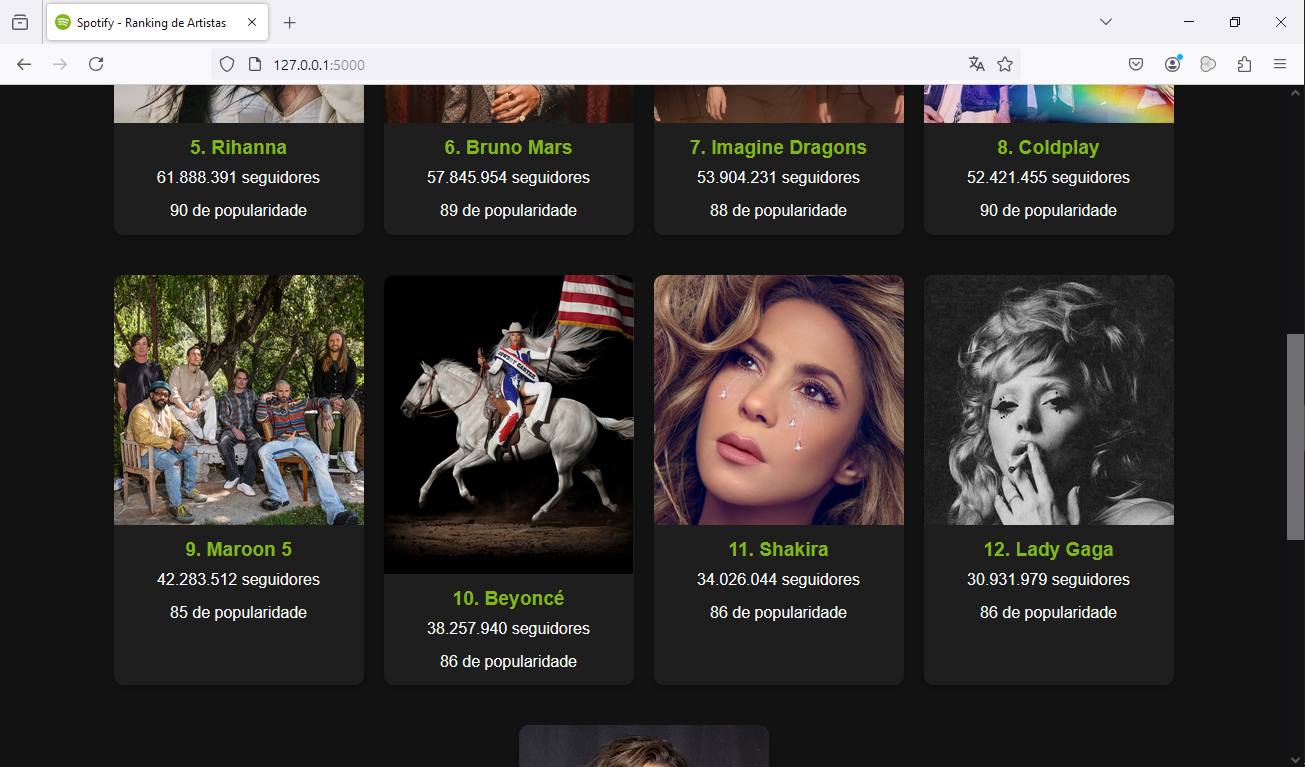 Spotify - Ranking de Artistas
127.0.0.1:5000
5. Rihanna
61.888.391 seguidores
90 de popularidade
6. Bruno Mars
57.845.954 seguidores
89 de popularidade
7. Imagine Dragons
53.904.231 seguidores
88 de popularidade
8. Coldplay
52.421.455 seguidores
90 de popularidade
9. Maroon 5
42.283.512 seguidores
85 de popularidade
10. Beyoncé
38.257.940 seguidores
86 de popularidade
11. Shakira
34.026.044 seguidores
86 de popularidade
12. Lady Gaga
30.931.979 seguidores
86 de popularidade